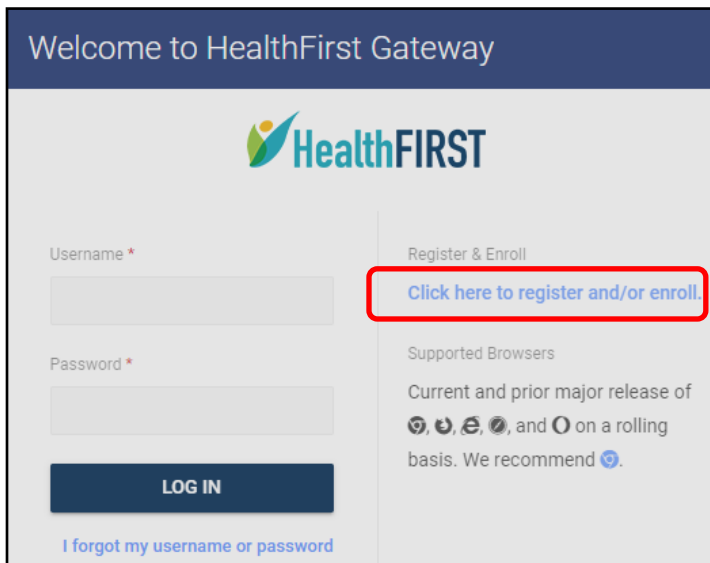 Welcome to HealthFirst Gateway
HealthFIRST
Username *
Password *
LOG IN
I forgot my username or password
Register & Enroll
Click here to register and/or enroll.
Supported Browsers
Current and prior major release of
, , , , and on a rolling
basis. We recommend .